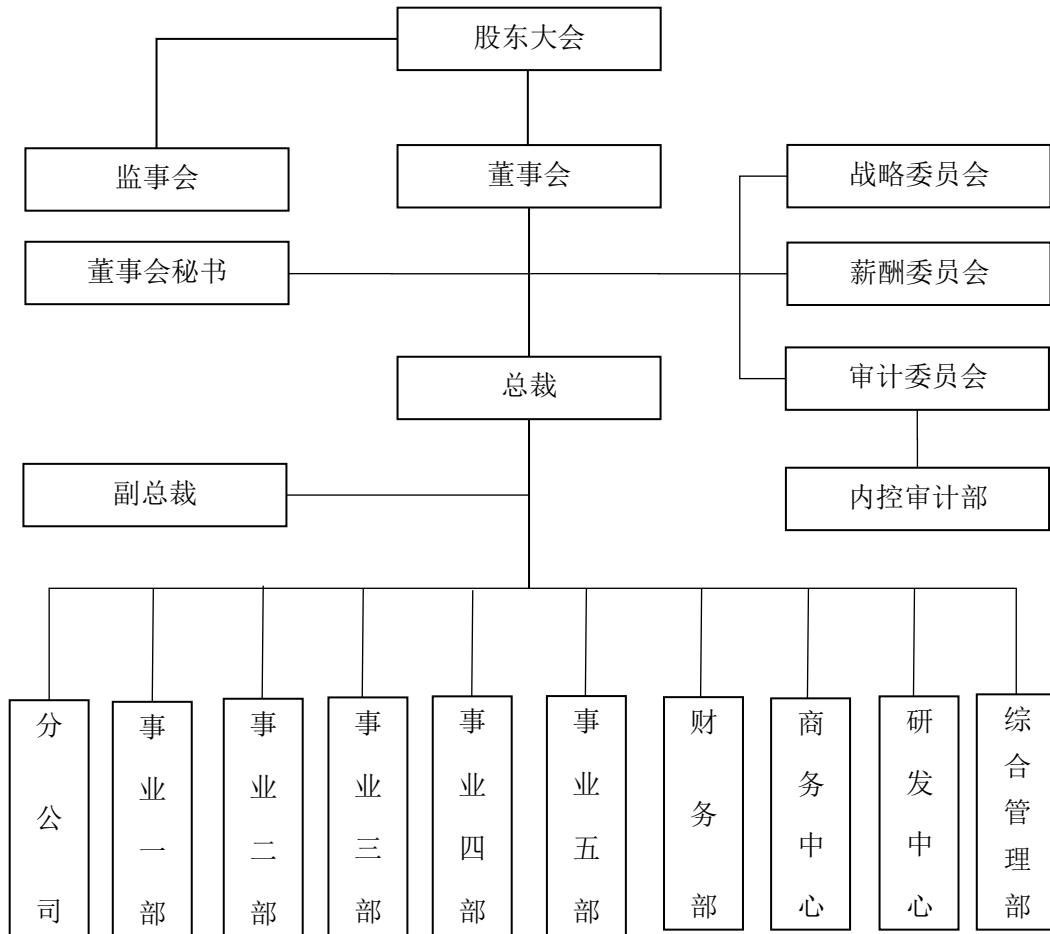 股东大会
监事会
董事会
战略委员会
董事会秘书
薪酬委员会
总裁
审计委员会
副总裁
内控审计部
分公司
事业一部
事业二部
事业三部
事业四部
事业五部
财务部
商务中心
研发中心
综合管理部